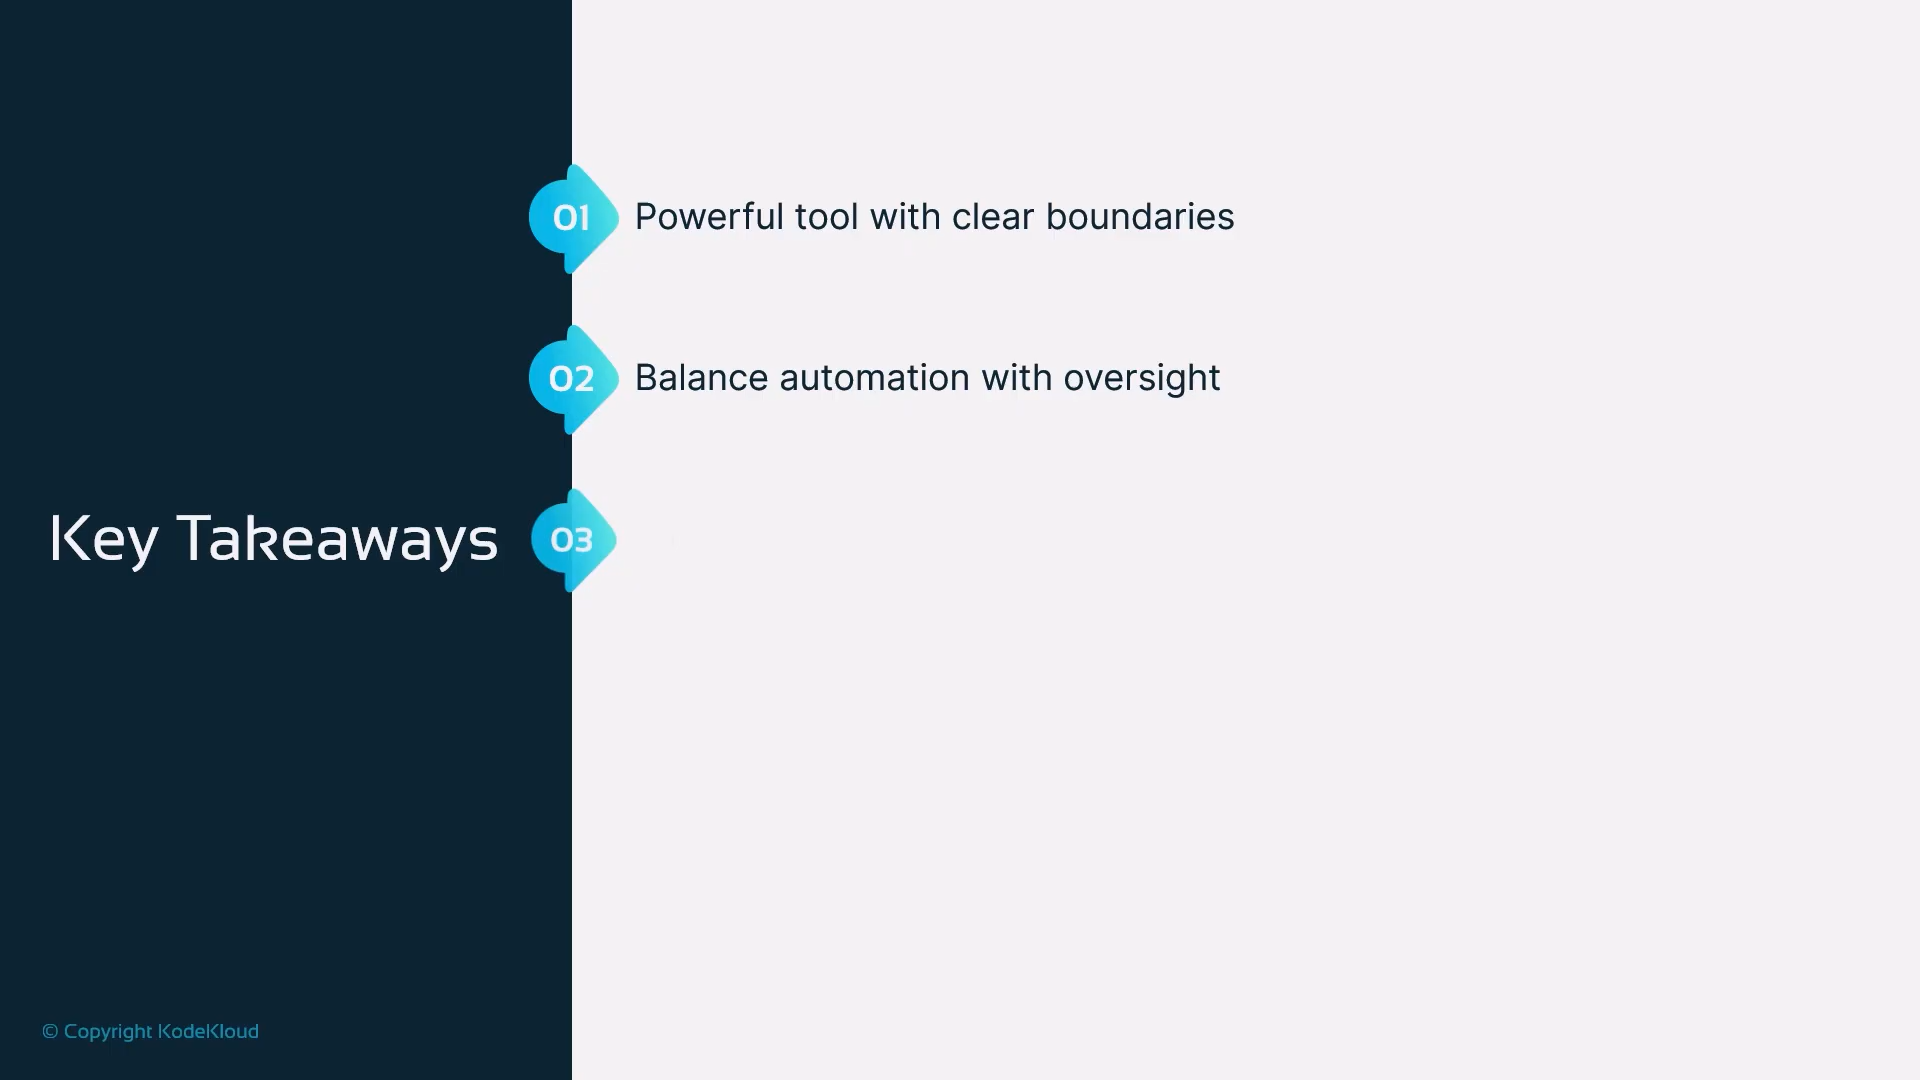 01 Powerful tool with clear boundaries
02 Balance automation with oversight
Key Takeaways
03
© Copyright KodeKloud